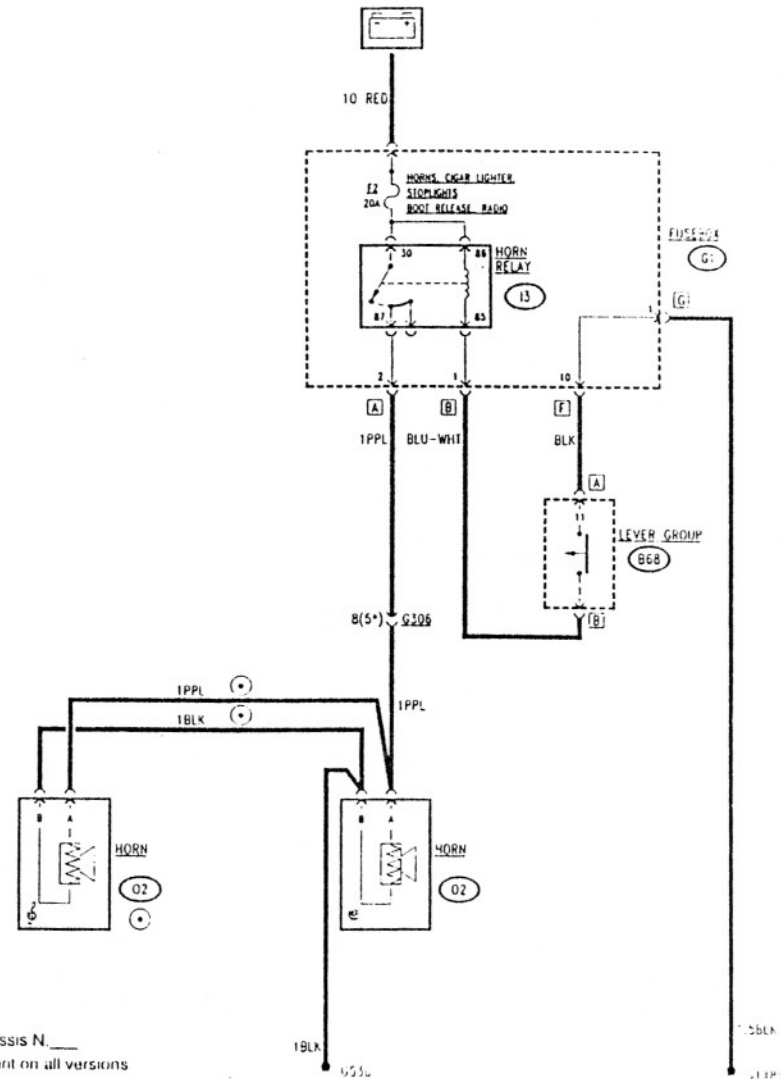 - +
10 RED
F2
20A
HORNS, CIGAR LIGHTER,
STOPLIGHTS
BOOT RELEASE, RADIO
FUSEBOX
G1
30
86
HORN
RELAY
I3
87
85
1
G
2
1
10
A
B
F
1PPL
BLU-WHT
BLK
A
LEVER GROUP
B68
B
8(5*)
G306
1PPL
1BLK
1PPL
B
A
HORN
O2
B
A
HORN
O2
ssis N.___
on all versions
1BLK